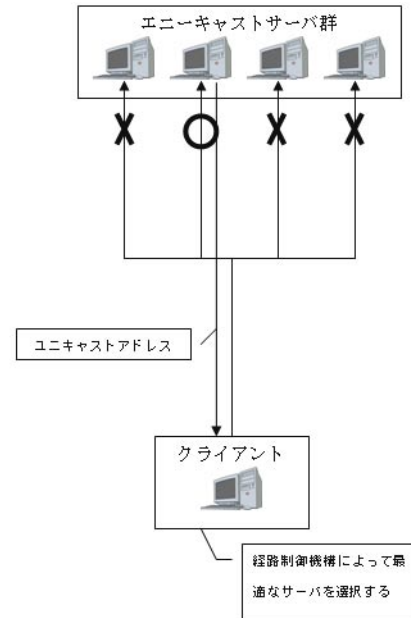 エニーキャストサーバ群
ユニキャストアドレス
クライアント
経路制御機構によって最
適なサーバを選択する